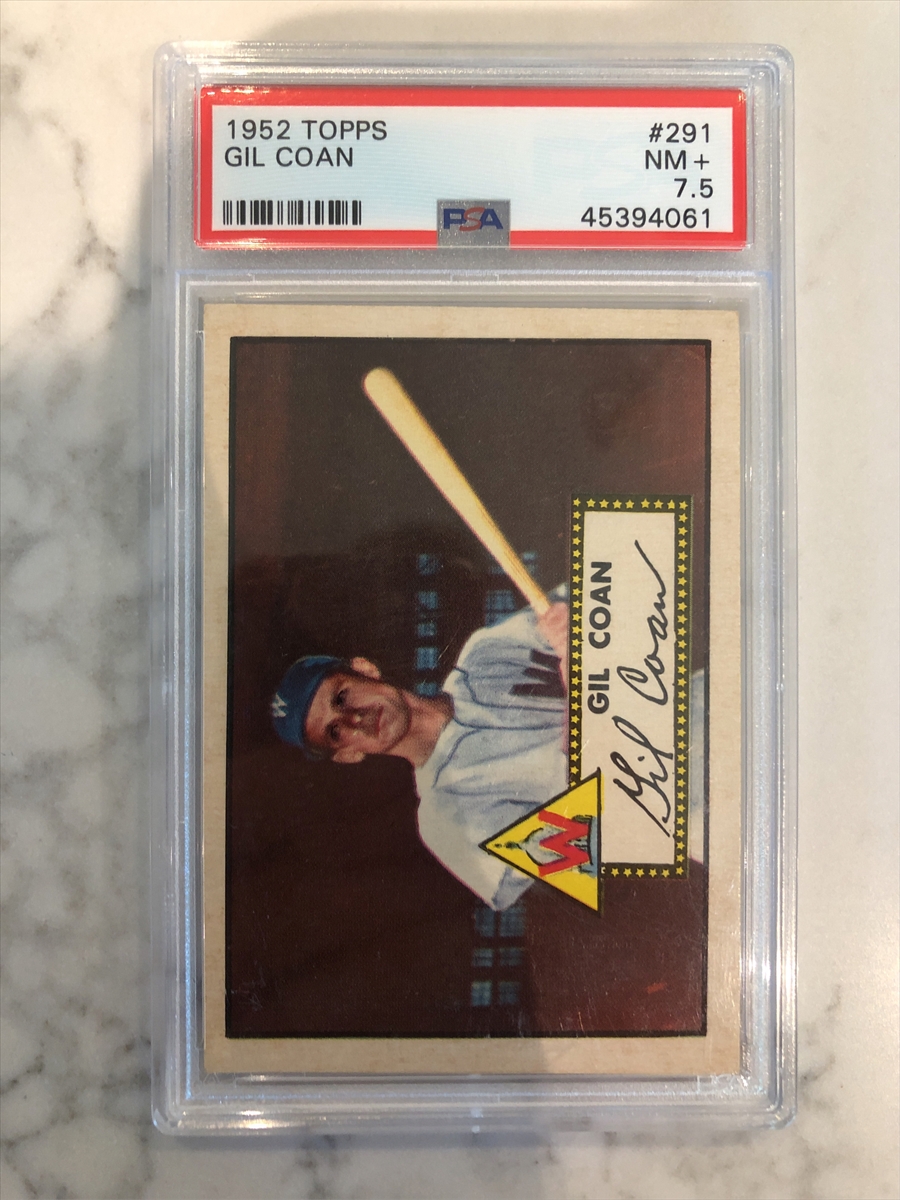 1952 TOPPS
GIL COAN
#291
NM+
7.5
45394061
PSA
W
W
GIL COAN
Gil Coan
W